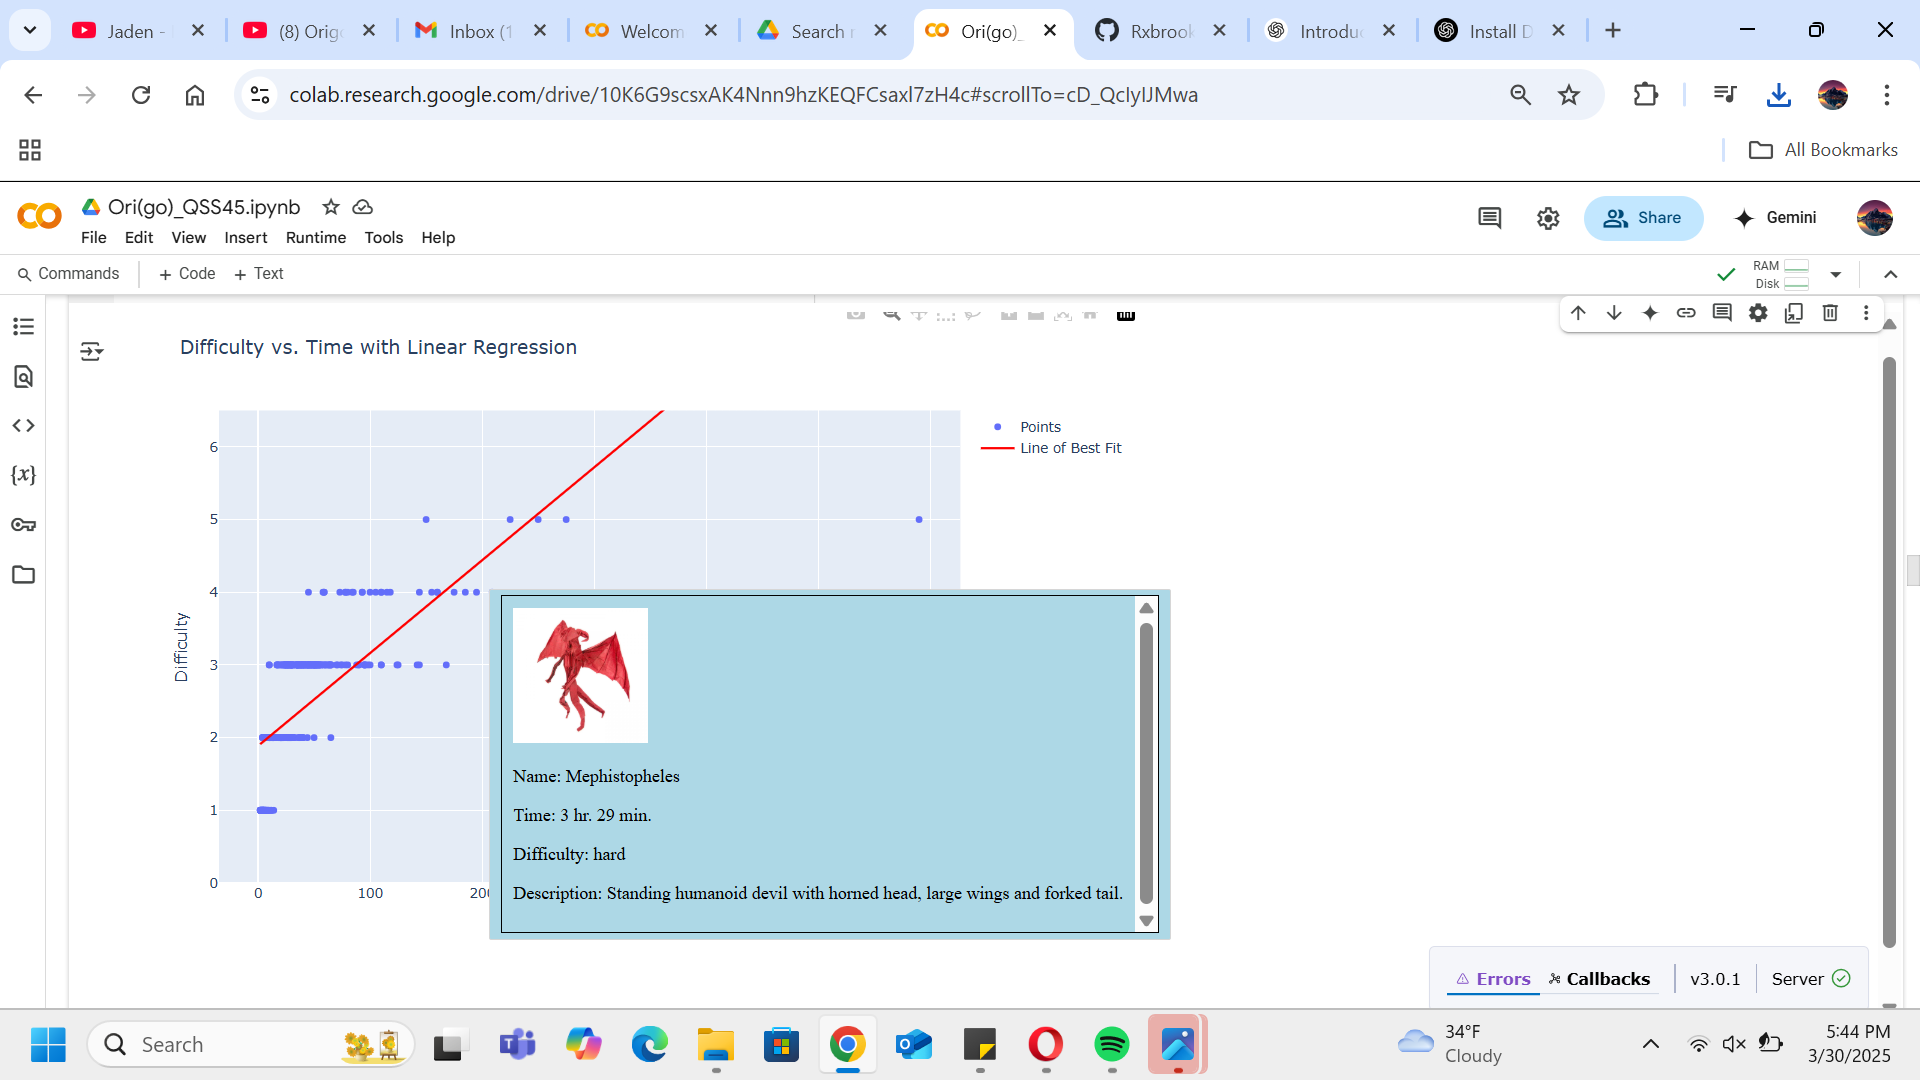 Jaden -
(8) Orig
Inbox (1
Welcom
Search r
Ori(go)_
Rxbrook
Introdu
Install D
colab.research.google.com/drive/10K6G9scsxAK4Nnn9hzKEQFCsaxl7zH4c#scrollTo=cD_QcIyIJMwa
All Bookmarks
Ori(go)_QSS45.ipynb
File Edit View Insert Runtime Tools Help
Share
Gemini
Commands + Code + Text
RAM
Disk
Difficulty vs. Time with Linear Regression
Points
Line of Best Fit
6
5
4
3
2
1
0
Difficulty
0 100 200
Name: Mephistopheles
Time: 3 hr. 29 min.
Difficulty: hard
Description: Standing humanoid devil with horned head, large wings and forked tail.
Errors Callbacks v3.0.1 Server
Search
34°F
Cloudy
5:44 PM
3/30/2025